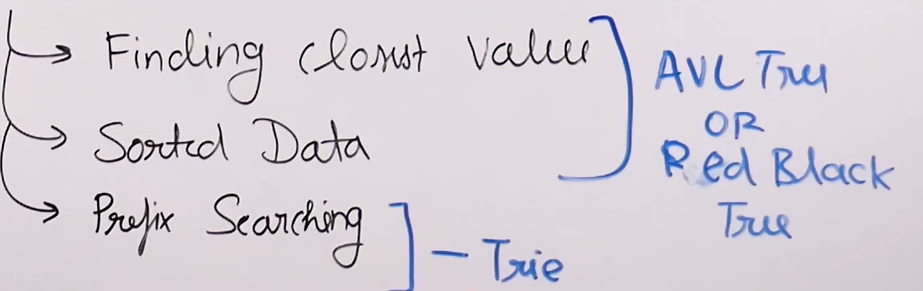 Finding Closest Value
Sorted Data
Prefix Searching
AVL Tree
OR
Red Black
Tree
- Trie